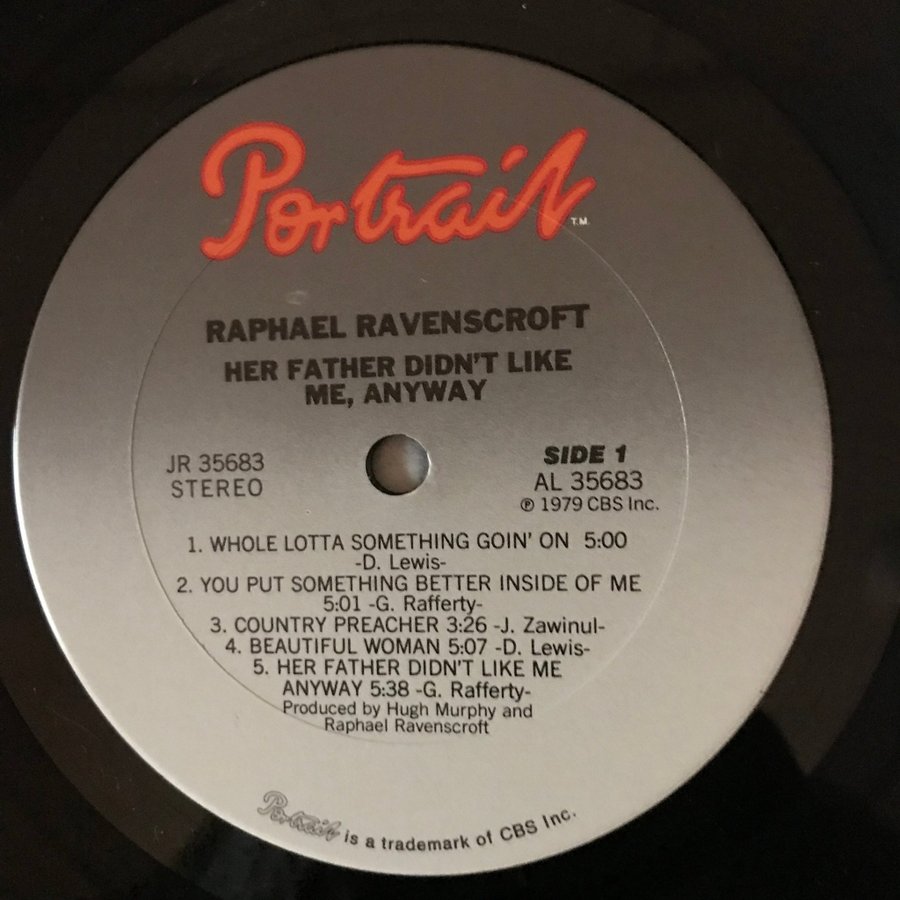 Portrait
T.M.
RAPHAEL RAVENSCROFT
HER FATHER DIDN'T LIKE
ME, ANYWAY
JR 35683
STEREO
SIDE 1
AL 35683
℗ 1979 CBS Inc.
1. WHOLE LOTTA SOMETHING GOIN' ON 5:00
-D. Lewis-
2. YOU PUT SOMETHING BETTER INSIDE OF ME
5:01 -G. Rafferty-
3. COUNTRY PREACHER 3:26 -J. Zawinul-
4. BEAUTIFUL WOMAN 5:07 -D. Lewis-
5. HER FATHER DIDN'T LIKE ME
ANYWAY 5:38 -G. Rafferty-
Produced by Hugh Murphy and
Raphael Ravenscroft
Portrait is a trademark of CBS Inc.